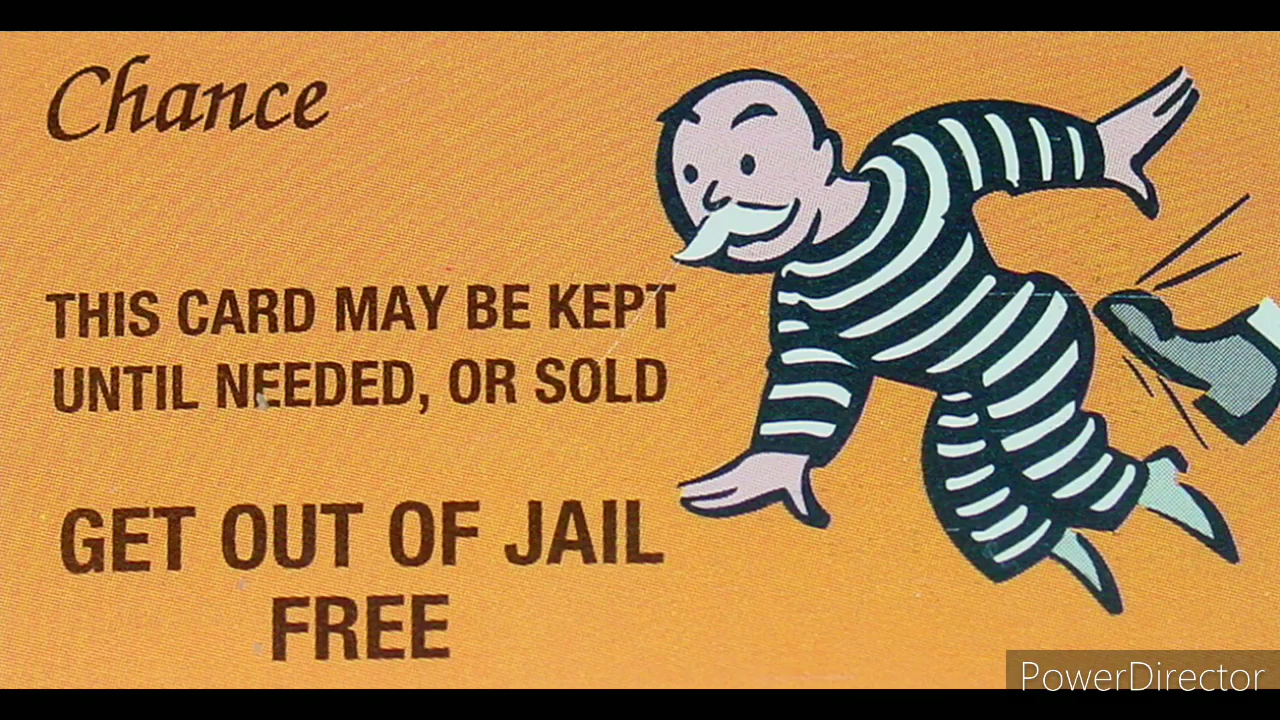 Chance
THIS CARD MAY BE KEPT
UNTIL NEEDED, OR SOLD
GET OUT OF JAIL
FREE
PowerDirector